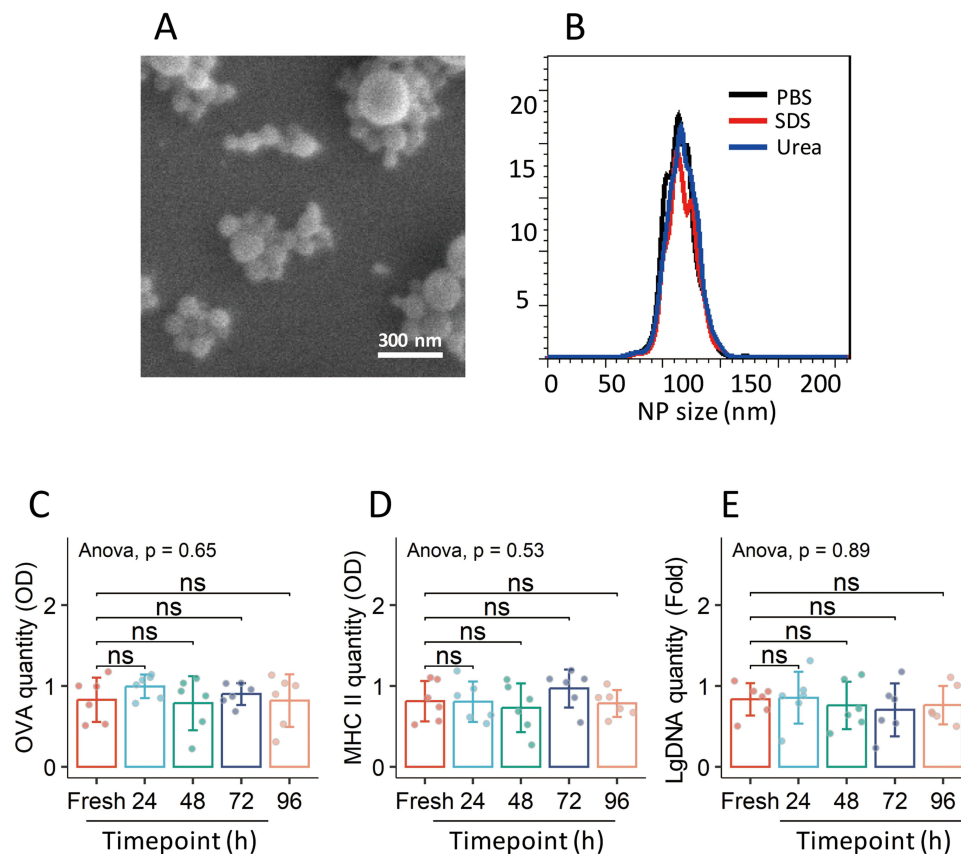 A
300 nm
B
20
15
10
5
PBS
SDS
Urea
0 50 100 150 200
NP size (nm)
C
Anova, p = 0.65
OVA quantity (OD)
2
1
0
ns
ns
ns
ns
Fresh 24 48 72 96
Timepoint (h)
D
Anova, p = 0.53
MHC II quantity (OD)
2
1
0
ns
ns
ns
ns
Fresh 24 48 72 96
Timepoint (h)
E
Anova, p = 0.89
LgDNA quantity (Fold)
2
1
0
ns
ns
ns
ns
Fresh 24 48 72 96
Timepoint (h)